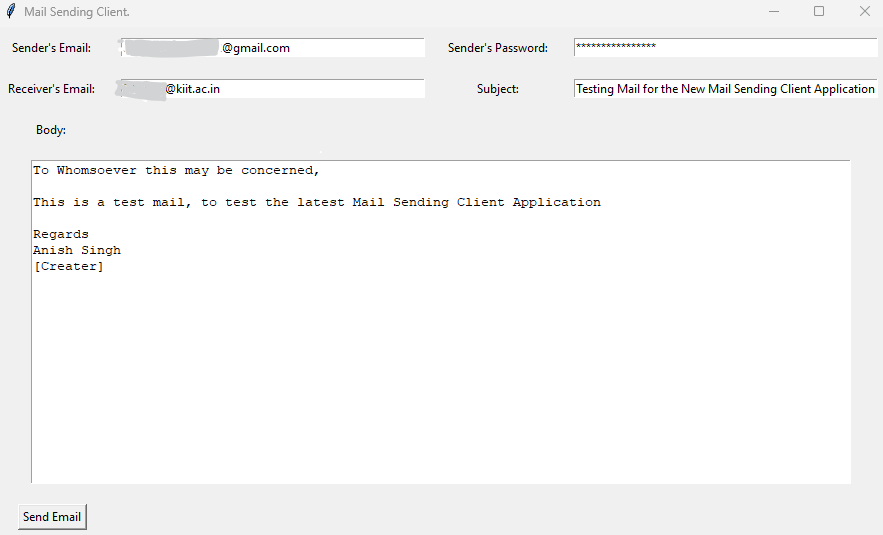 Mail Sending Client.
Sender's Email: @gmail.com Sender's Password: ****************
Receiver's Email: @kiit.ac.in Subject: Testing Mail for the New Mail Sending Client Application
Body:
To Whomsoever this may be concerned,
This is a test mail, to test the latest Mail Sending Client Application
Regards
Anish Singh
[Creater]
Send Email